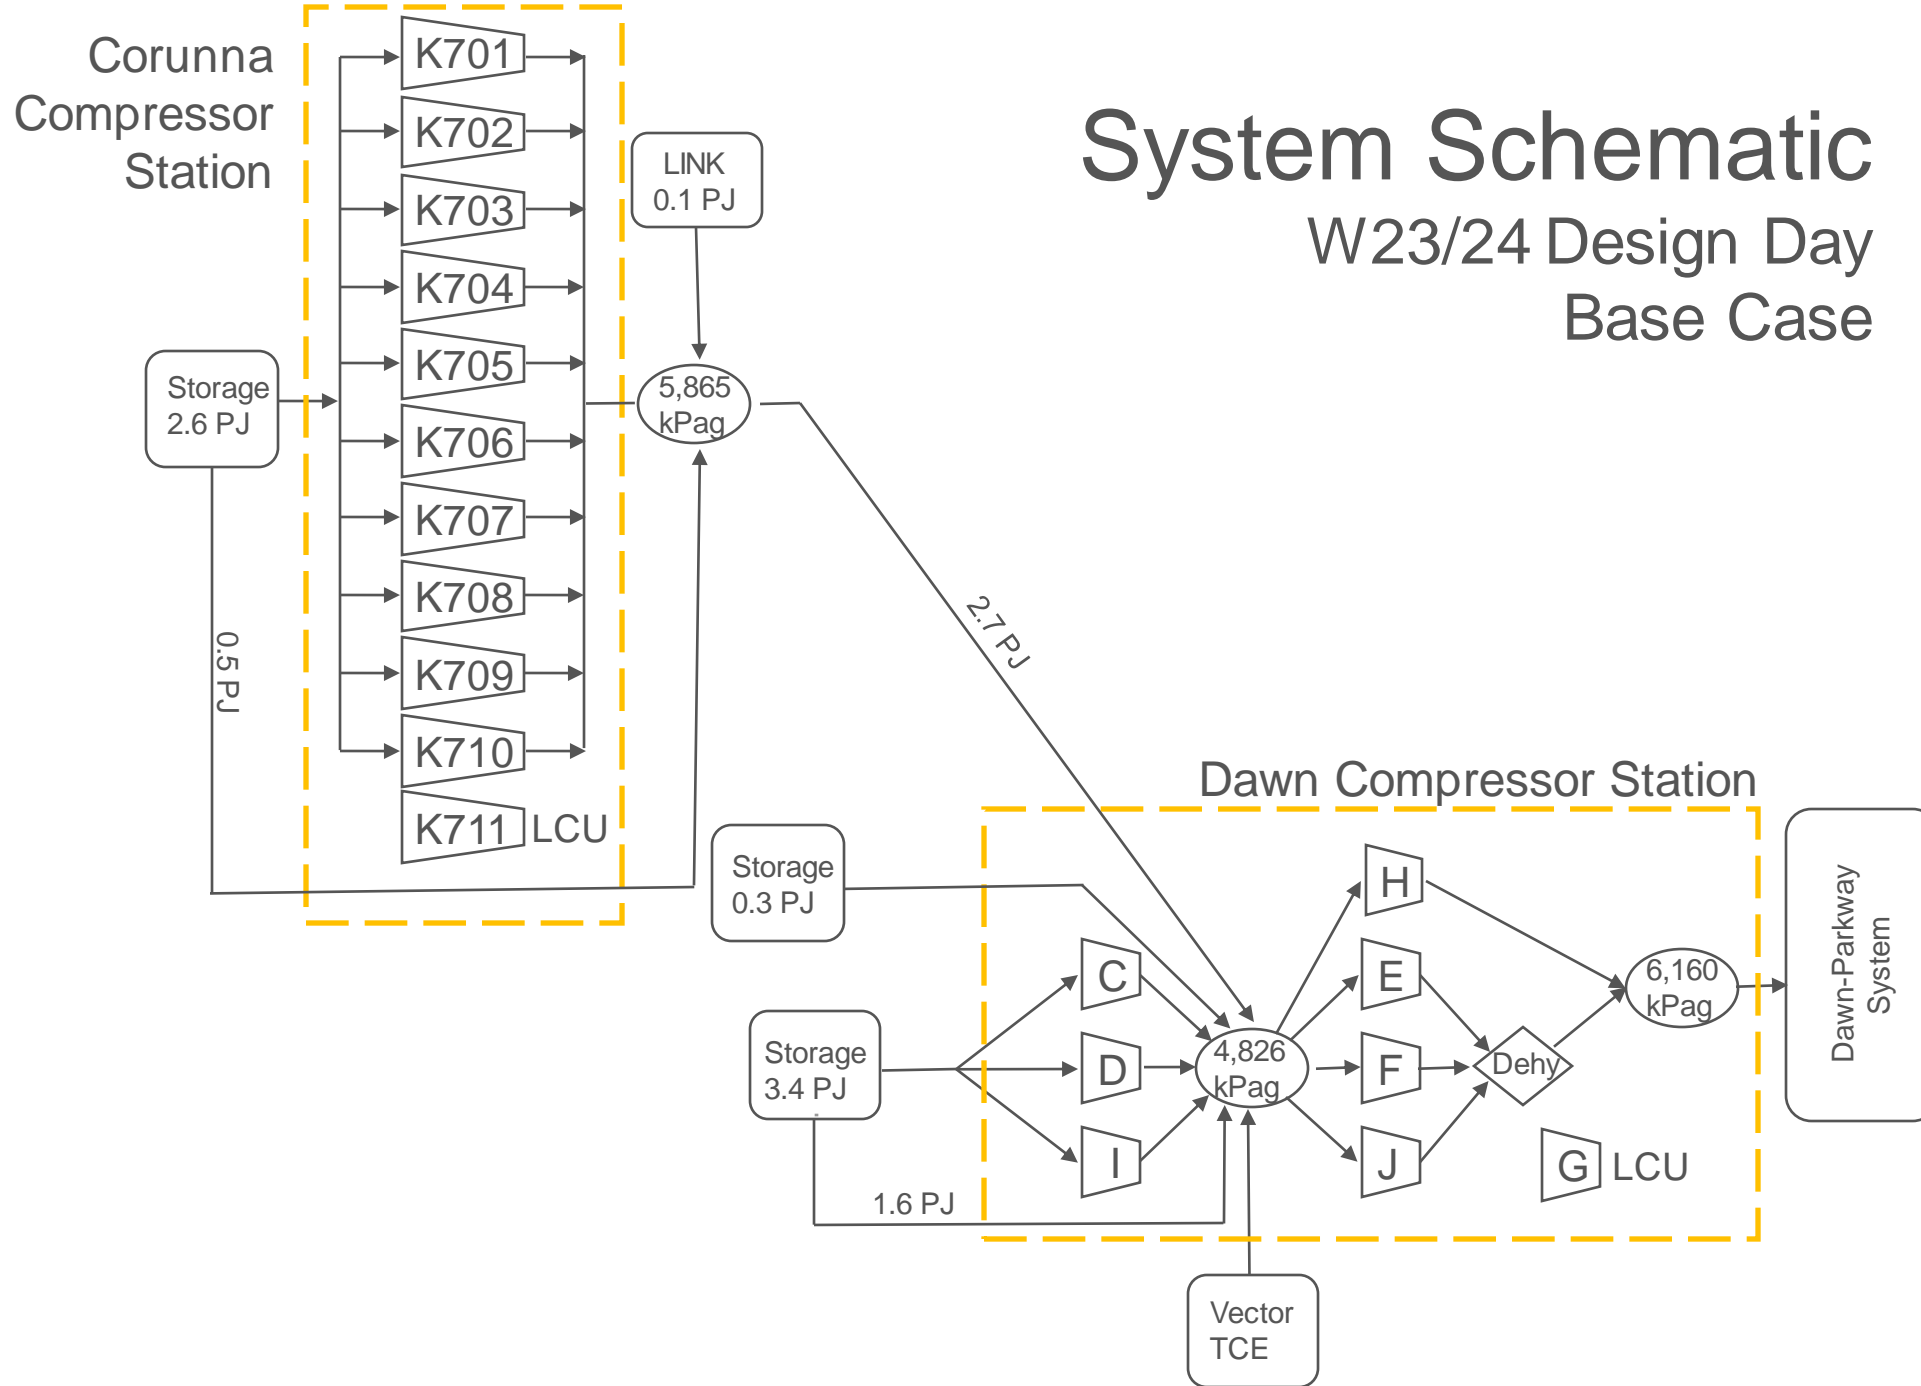 Corunna
Compressor
Station
System Schematic
W23/24 Design Day
Base Case
K701
K702
K703
K704
K705
K706
K707
K708
K709
K710
K711 LCU
LINK
0.1 PJ
Storage
2.6 PJ
5,865
kPag
0.5 PJ
2.7 PJ
Dawn Compressor Station
Storage
0.3 PJ
Storage
3.4 PJ
C
D
I
4,826
kPag
H
E
F
J
Dehy
G LCU
6,160
kPag
Dawn-Parkway
System
1.6 PJ
Vector
TCE